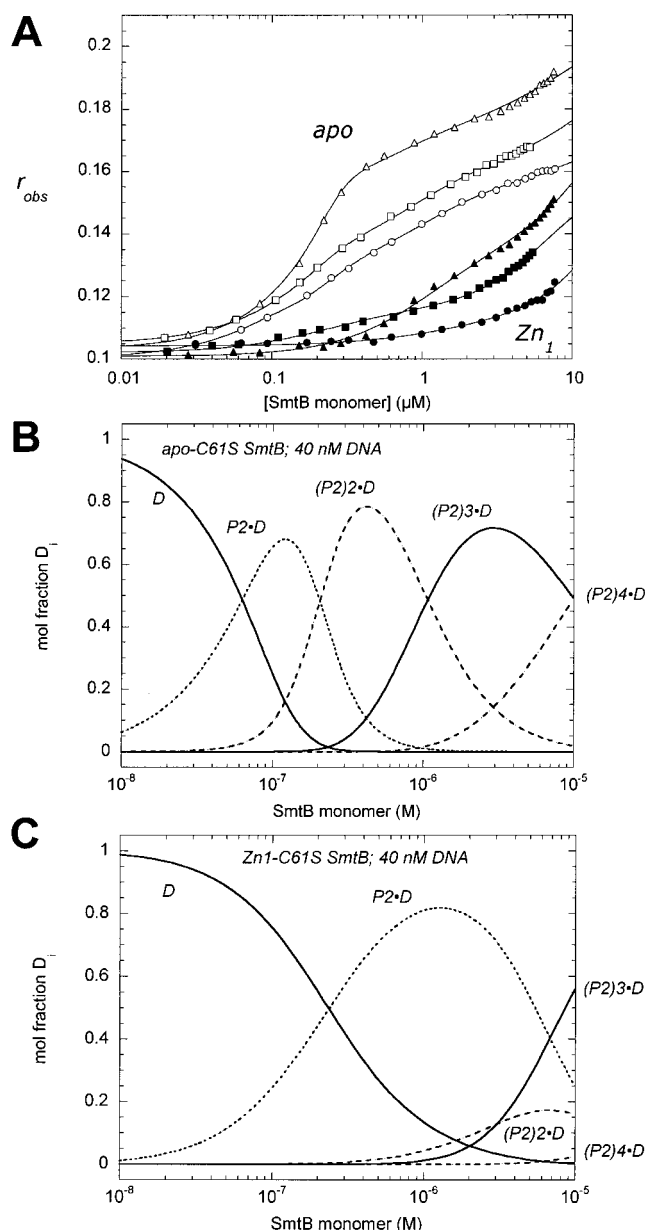 A
0.2
0.18
0.16
0.14
0.12
0.1
r obs
apo
Zn1
0.01
0.1
1
10
[SmtB monomer] (µM)
B
apo-C61S SmtB; 40 nM DNA
D
P2•D
(P2)2•D
(P2)3•D
(P2)4•D
1
0.8
0.6
0.4
0.2
0
mol fraction Di
10-8
10-7
10-6
10-5
SmtB monomer (M)
C
Zn1-C61S SmtB; 40 nM DNA
D
P2•D
(P2)3•D
(P2)2•D
(P2)4•D
1
0.8
0.6
0.4
0.2
0
mol fraction Di
10-8
10-7
10-6
10-5
SmtB monomer (M)